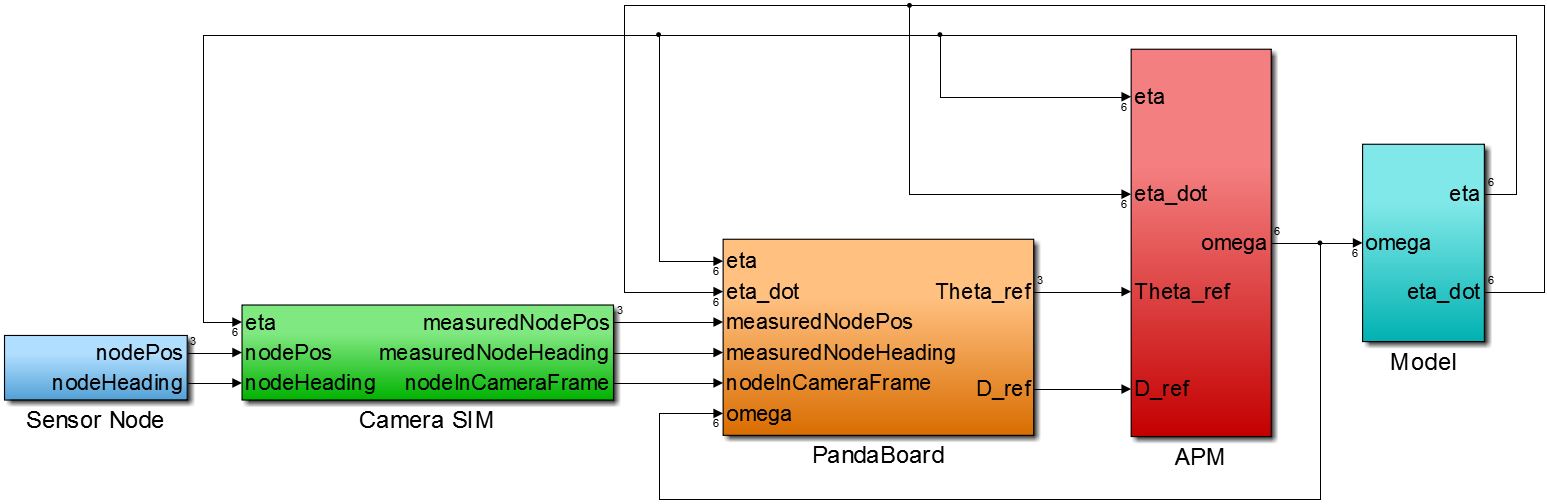 nodePos 3
nodeHeading
Sensor Node
eta 6
nodePos
nodeHeading
measuredNodePos 3
measuredNodeHeading
nodeInCameraFrame
Camera SIM
eta 6
eta_dot 6
measuredNodePos
measuredNodeHeading
nodeInCameraFrame
omega 6
Theta_ref 3
D_ref
PandaBoard
eta 6
eta_dot 6
Theta_ref
D_ref
omega 6
APM
omega 6
eta 6
eta_dot 6
Model